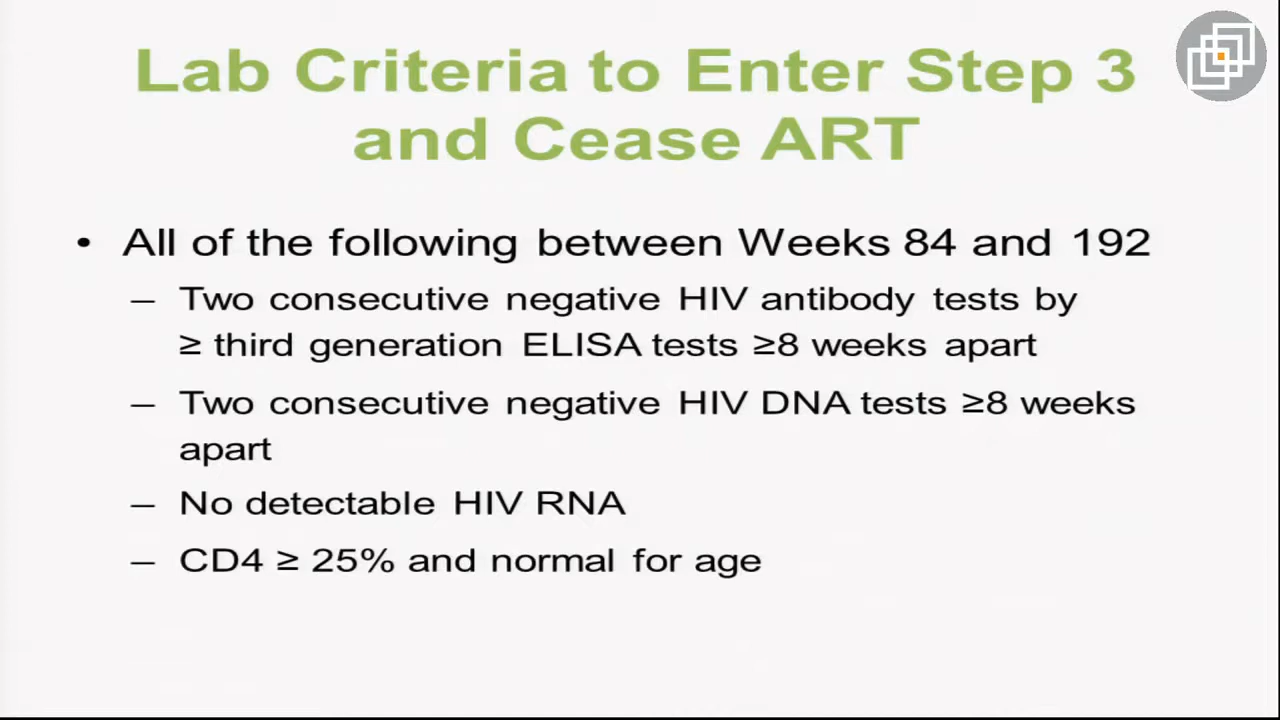 Lab Criteria to Enter Step 3
and Cease ART
• All of the following between Weeks 84 and 192
– Two consecutive negative HIV antibody tests by
≥ third generation ELISA tests ≥8 weeks apart
– Two consecutive negative HIV DNA tests ≥8 weeks
apart
– No detectable HIV RNA
– CD4 ≥ 25% and normal for age